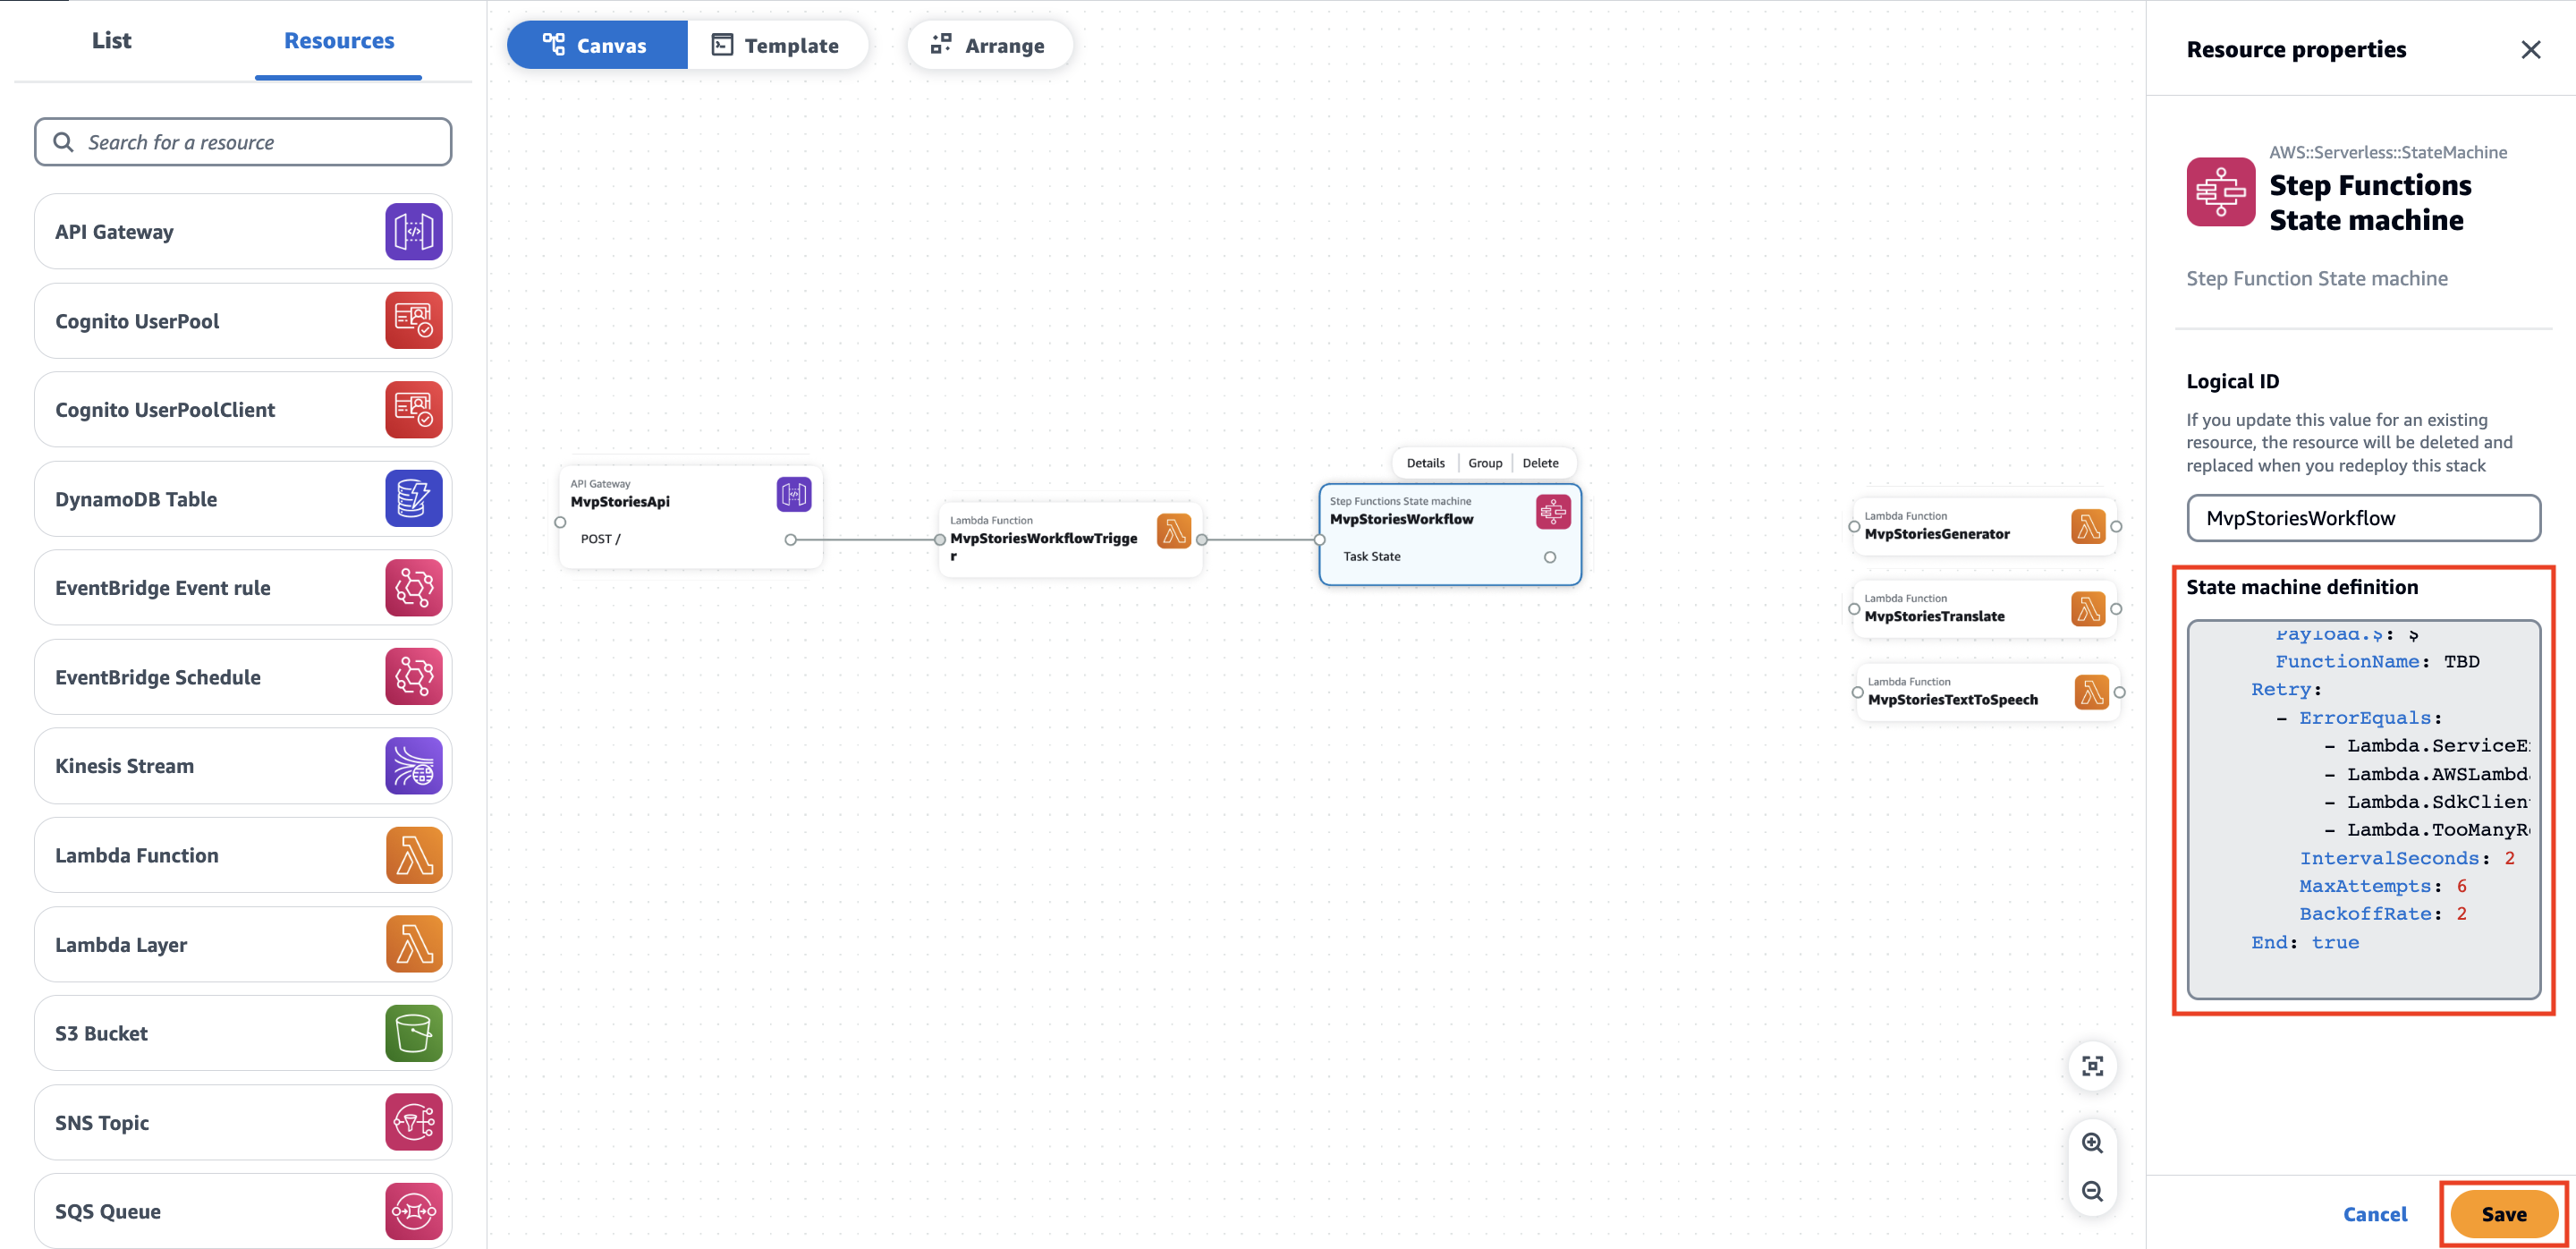 List
Resources
Search for a resource
API Gateway
Cognito UserPool
Cognito UserPoolClient
DynamoDB Table
EventBridge Event rule
EventBridge Schedule
Kinesis Stream
Lambda Function
Lambda Layer
S3 Bucket
SNS Topic
SQS Queue
Canvas
Template
Arrange
API Gateway
MvpStoriesApi
POST /
Lambda Function
MvpStoriesWorkflowTrigge
r
Details
Group
Delete
Step Functions State machine
MvpStoriesWorkflow
Task State
Lambda Function
MvpStoriesGenerator
Lambda Function
MvpStoriesTranslate
Lambda Function
MvpStoriesTextToSpeech
Resource properties
AWS::Serverless::StateMachine
Step Functions
State machine
Step Function State machine
Logical ID
If you update this value for an existing
resource, the resource will be deleted and
replaced when you redeploy this stack
MvpStoriesWorkflow
State machine definition
Payload.$: $
FunctionName: TBD
Retry:
- ErrorEquals:
- Lambda.ServiceE
- Lambda.AWSLambd
- Lambda.SdkClien
- Lambda.TooManyR
IntervalSeconds: 2
MaxAttempts: 6
BackoffRate: 2
End: true
Cancel
Save